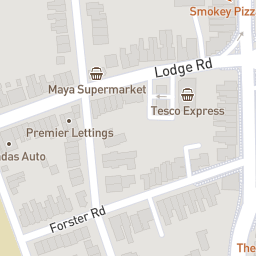 Smokey Pizz
Lodge Rd
Maya Supermarket
Tesco Express
Premier Lettings
das Auto
Forster Rd
The